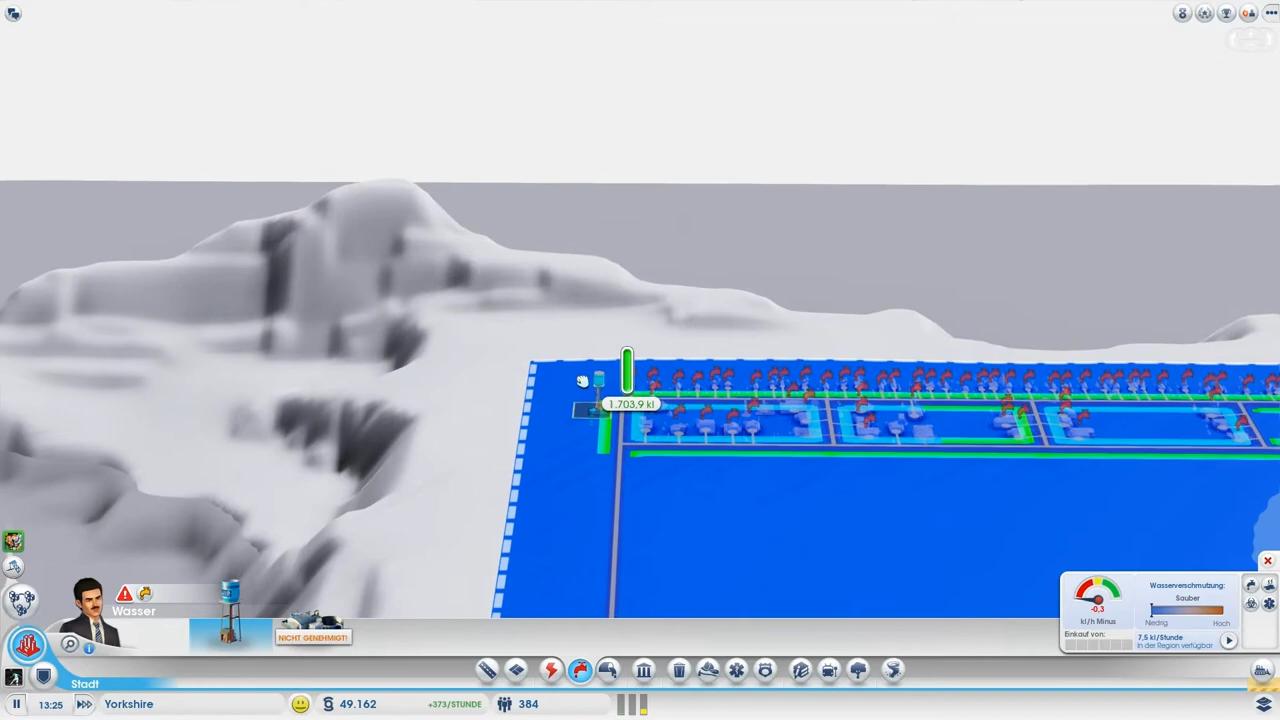 1.703,9 kl
Wasser
NICHT GENEHMIGT!
-0,3
kl/h Minus
Einkauf von:
Wasserverschmutzung:
Sauber
Niedrig
Hoch
7,5 kl/Stunde
In der Region verfügbar
Stadt
13:25
Yorkshire
49.162
+373/STUNDE
384